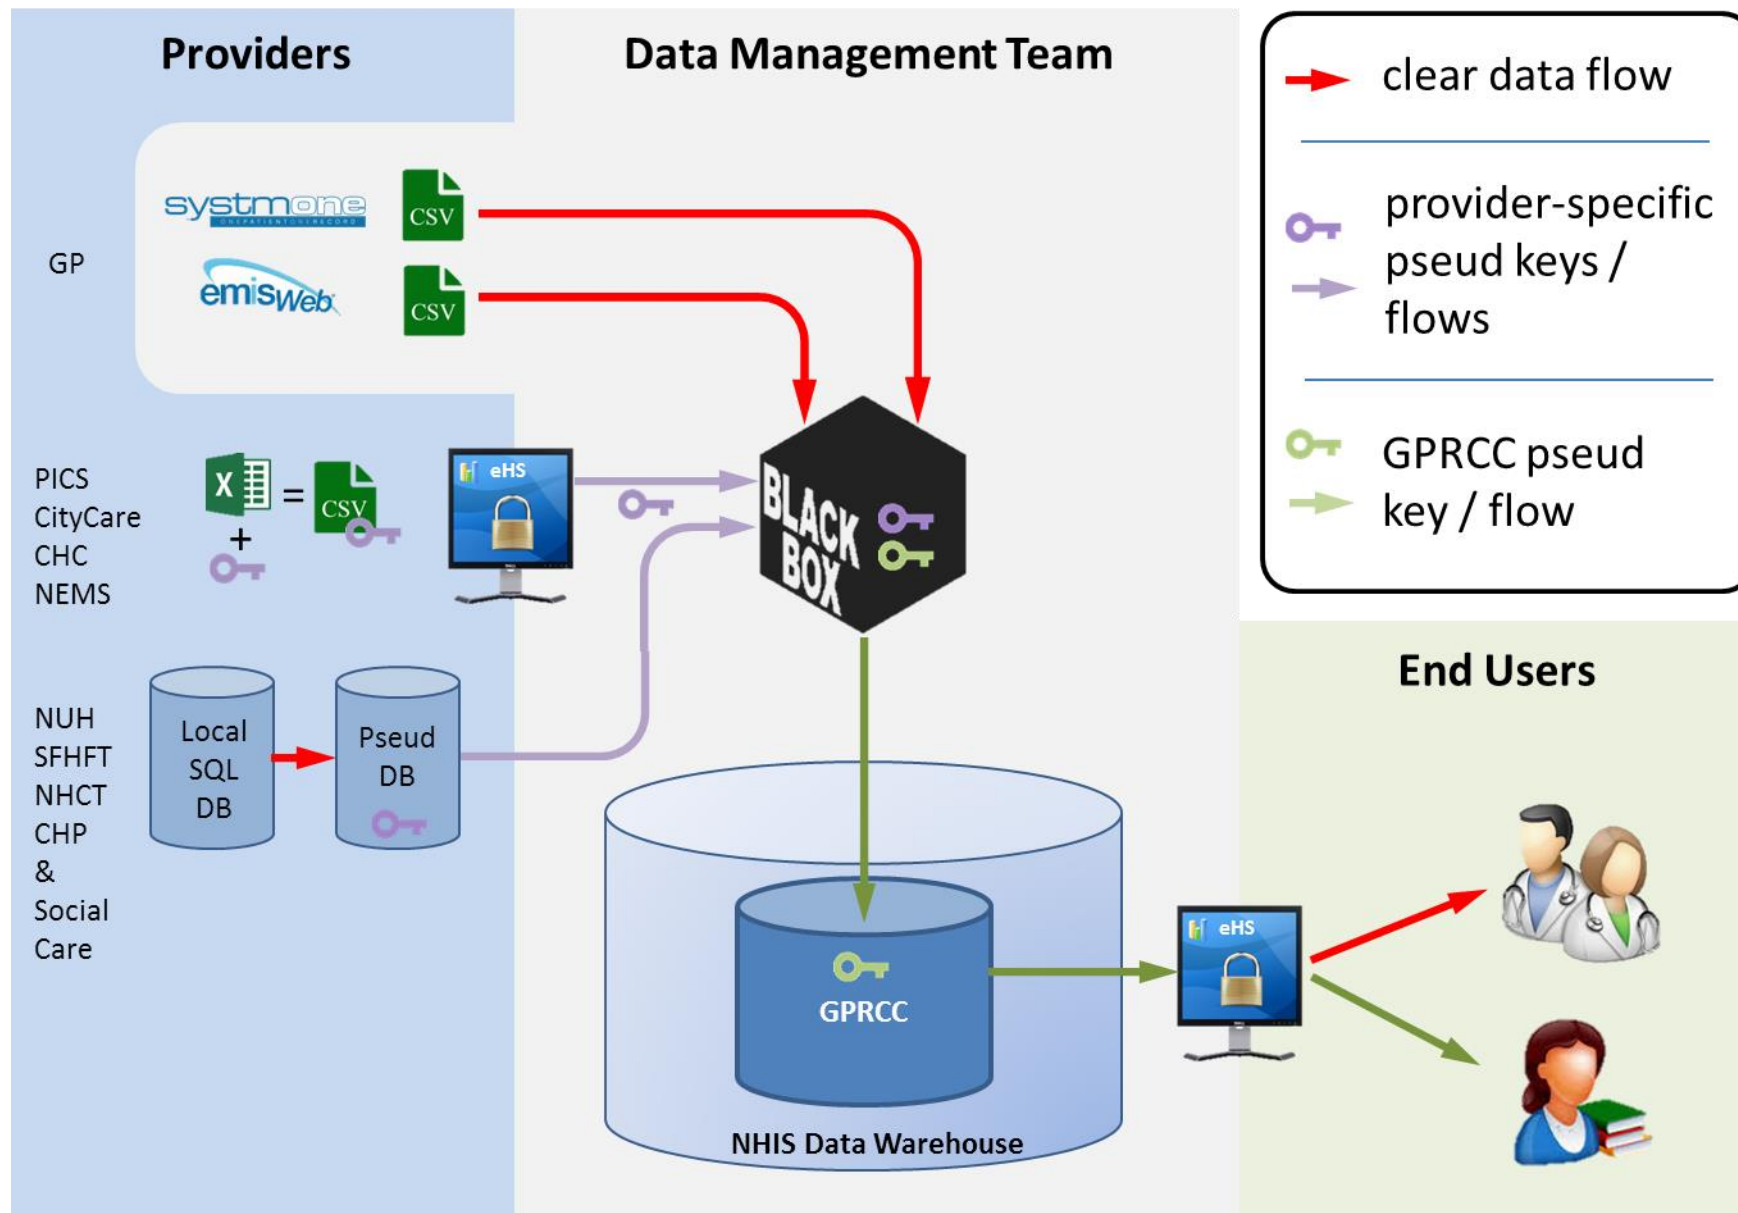 Providers
Data Management Team
clear data flow
provider-specific
pseud keys /
flows
GPRCC pseud
key / flow
GP
systmone
ONEPATIENTONERECORD
CSV
emisWeb
CSV
PICS
CityCare
CHC
NEMS
X
+
=
CSV
eHS
BLACK
BOX
NUH
SFHFT
NHCT
CHP
&
Social
Care
Local
SQL
DB
Pseud
DB
End Users
GPRCC
NHIS Data Warehouse
eHS